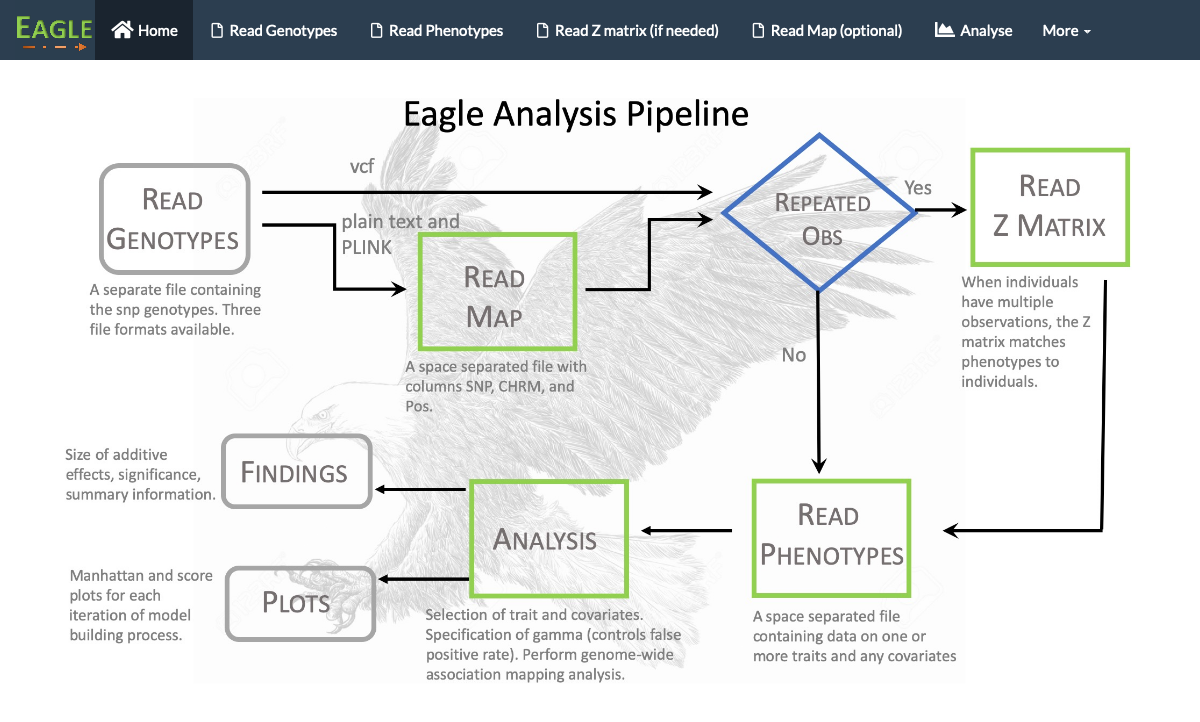 EAGLE
Home
Read Genotypes
Read Phenotypes
Read Z matrix (if needed)
Read Map (optional)
Analyse
More
Eagle Analysis Pipeline
READ
GENOTYPES
A separate file containing
the snp genotypes. Three
file formats available.
vcf
plain text and
PLINK
READ
MAP
A space separated file with
columns SNP, CHRM, and
Pos.
REPEATED
OBS
Yes
No
READ
Z MATRIX
When individuals
have multiple
observations, the Z
matrix matches
phenotypes to
individuals.
Size of additive
effects, significance,
summary information.
FINDINGS
Manhattan and score
plots for each
iteration of model
building process.
PLOTS
ANALYSIS
Selection of trait and covariates.
Specification of gamma (controls false
positive rate). Perform genome-wide
association mapping analysis.
READ
PHENOTYPES
A space separated file
containing data on one or
more traits and any covariates